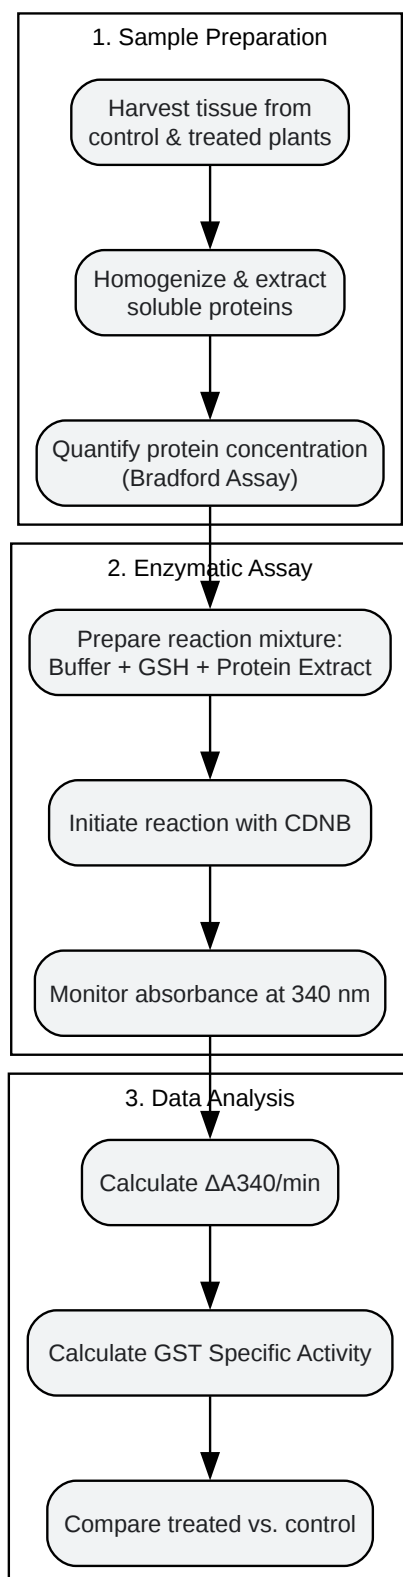 1. Sample Preparation
Harvest tissue from
control & treated plants
Homogenize & extract
soluble proteins
Quantify protein concentration
(Bradford Assay)
2. Enzymatic Assay
Prepare reaction mixture:
Buffer + GSH + Protein Extract
Initiate reaction with CDNB
Monitor absorbance at 340 nm
3. Data Analysis
Calculate ΔA340/min
Calculate GST Specific Activity
Compare treated vs. control